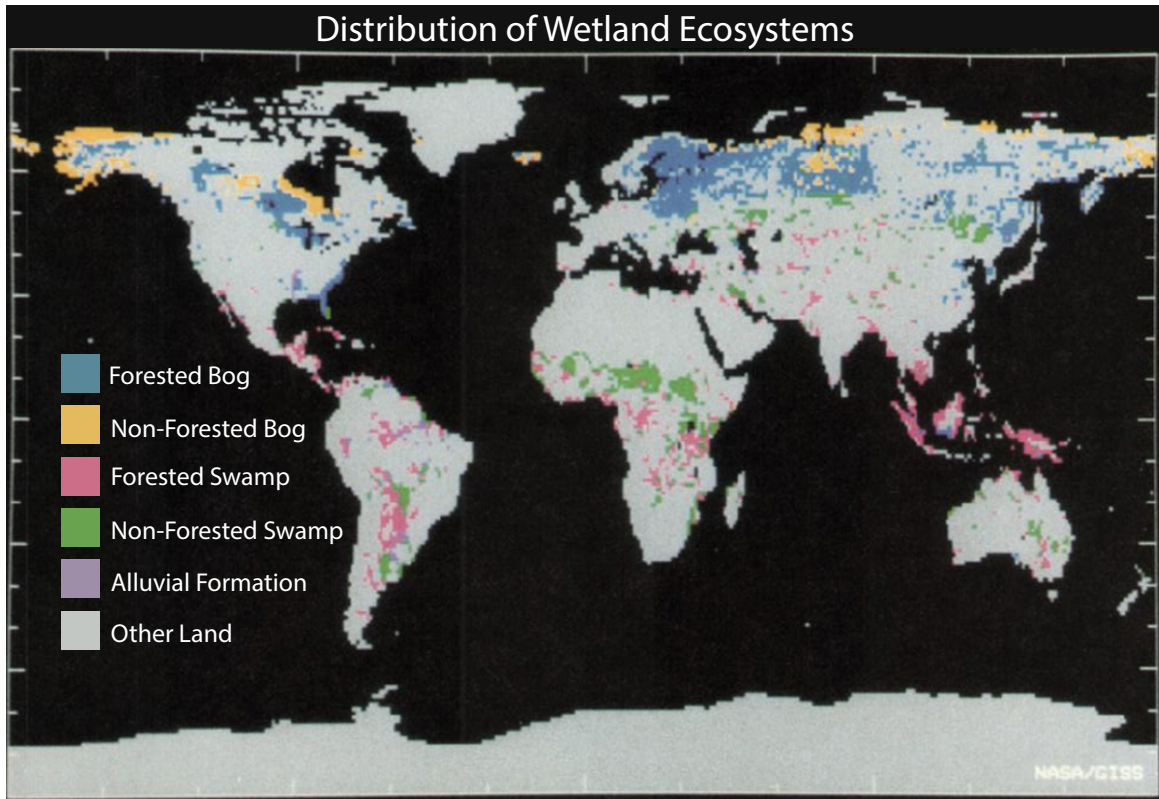 Distribution of Wetland Ecosystems
Forested Bog
Non-Forested Bog
Forested Swamp
Non-Forested Swamp
Alluvial Formation
Other Land
NASA/GISS